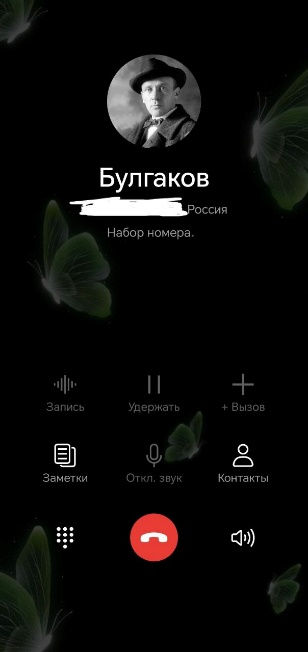 Булгаков
Россия
Набор номера.
Запись Удержать + Вызов
Заметки Откл. звук Контакты